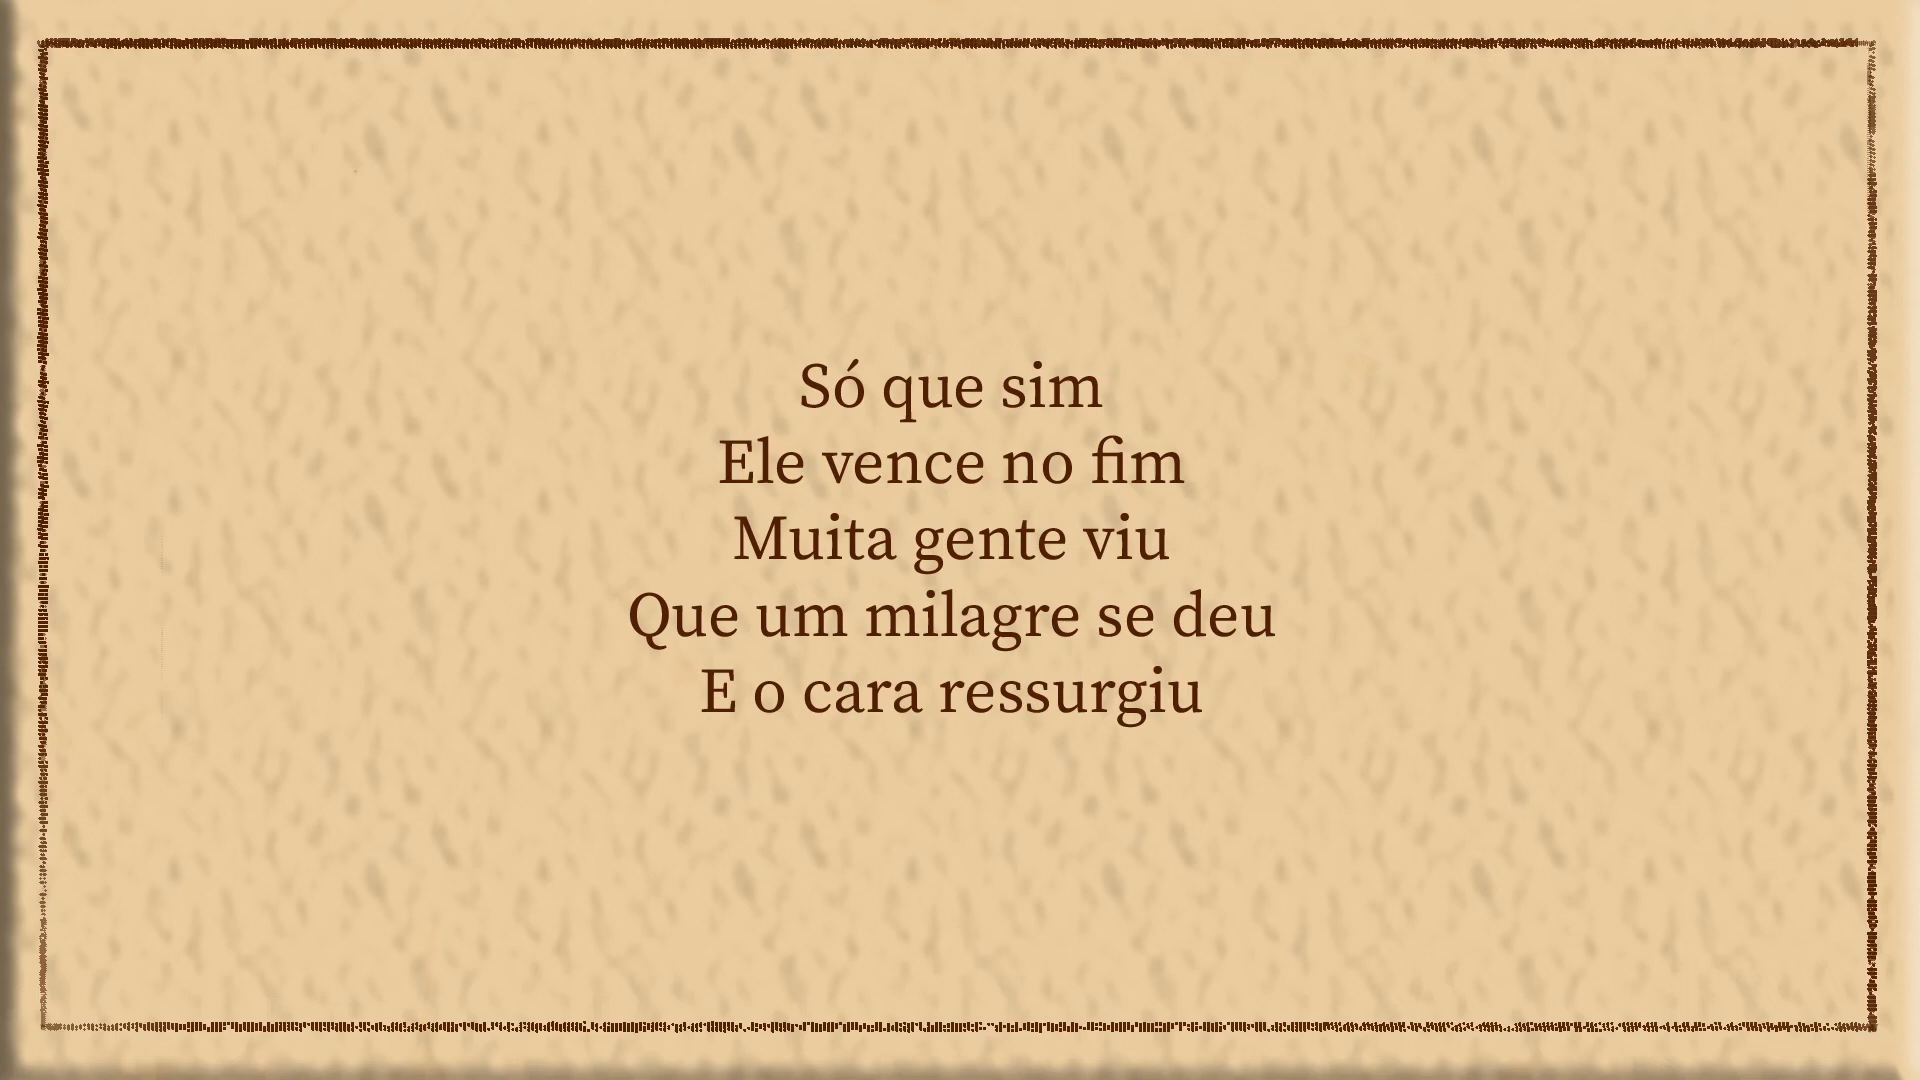 Só que sim
Ele vence no fim
Muita gente viu
Que um milagre se deu
E o cara ressurgiu